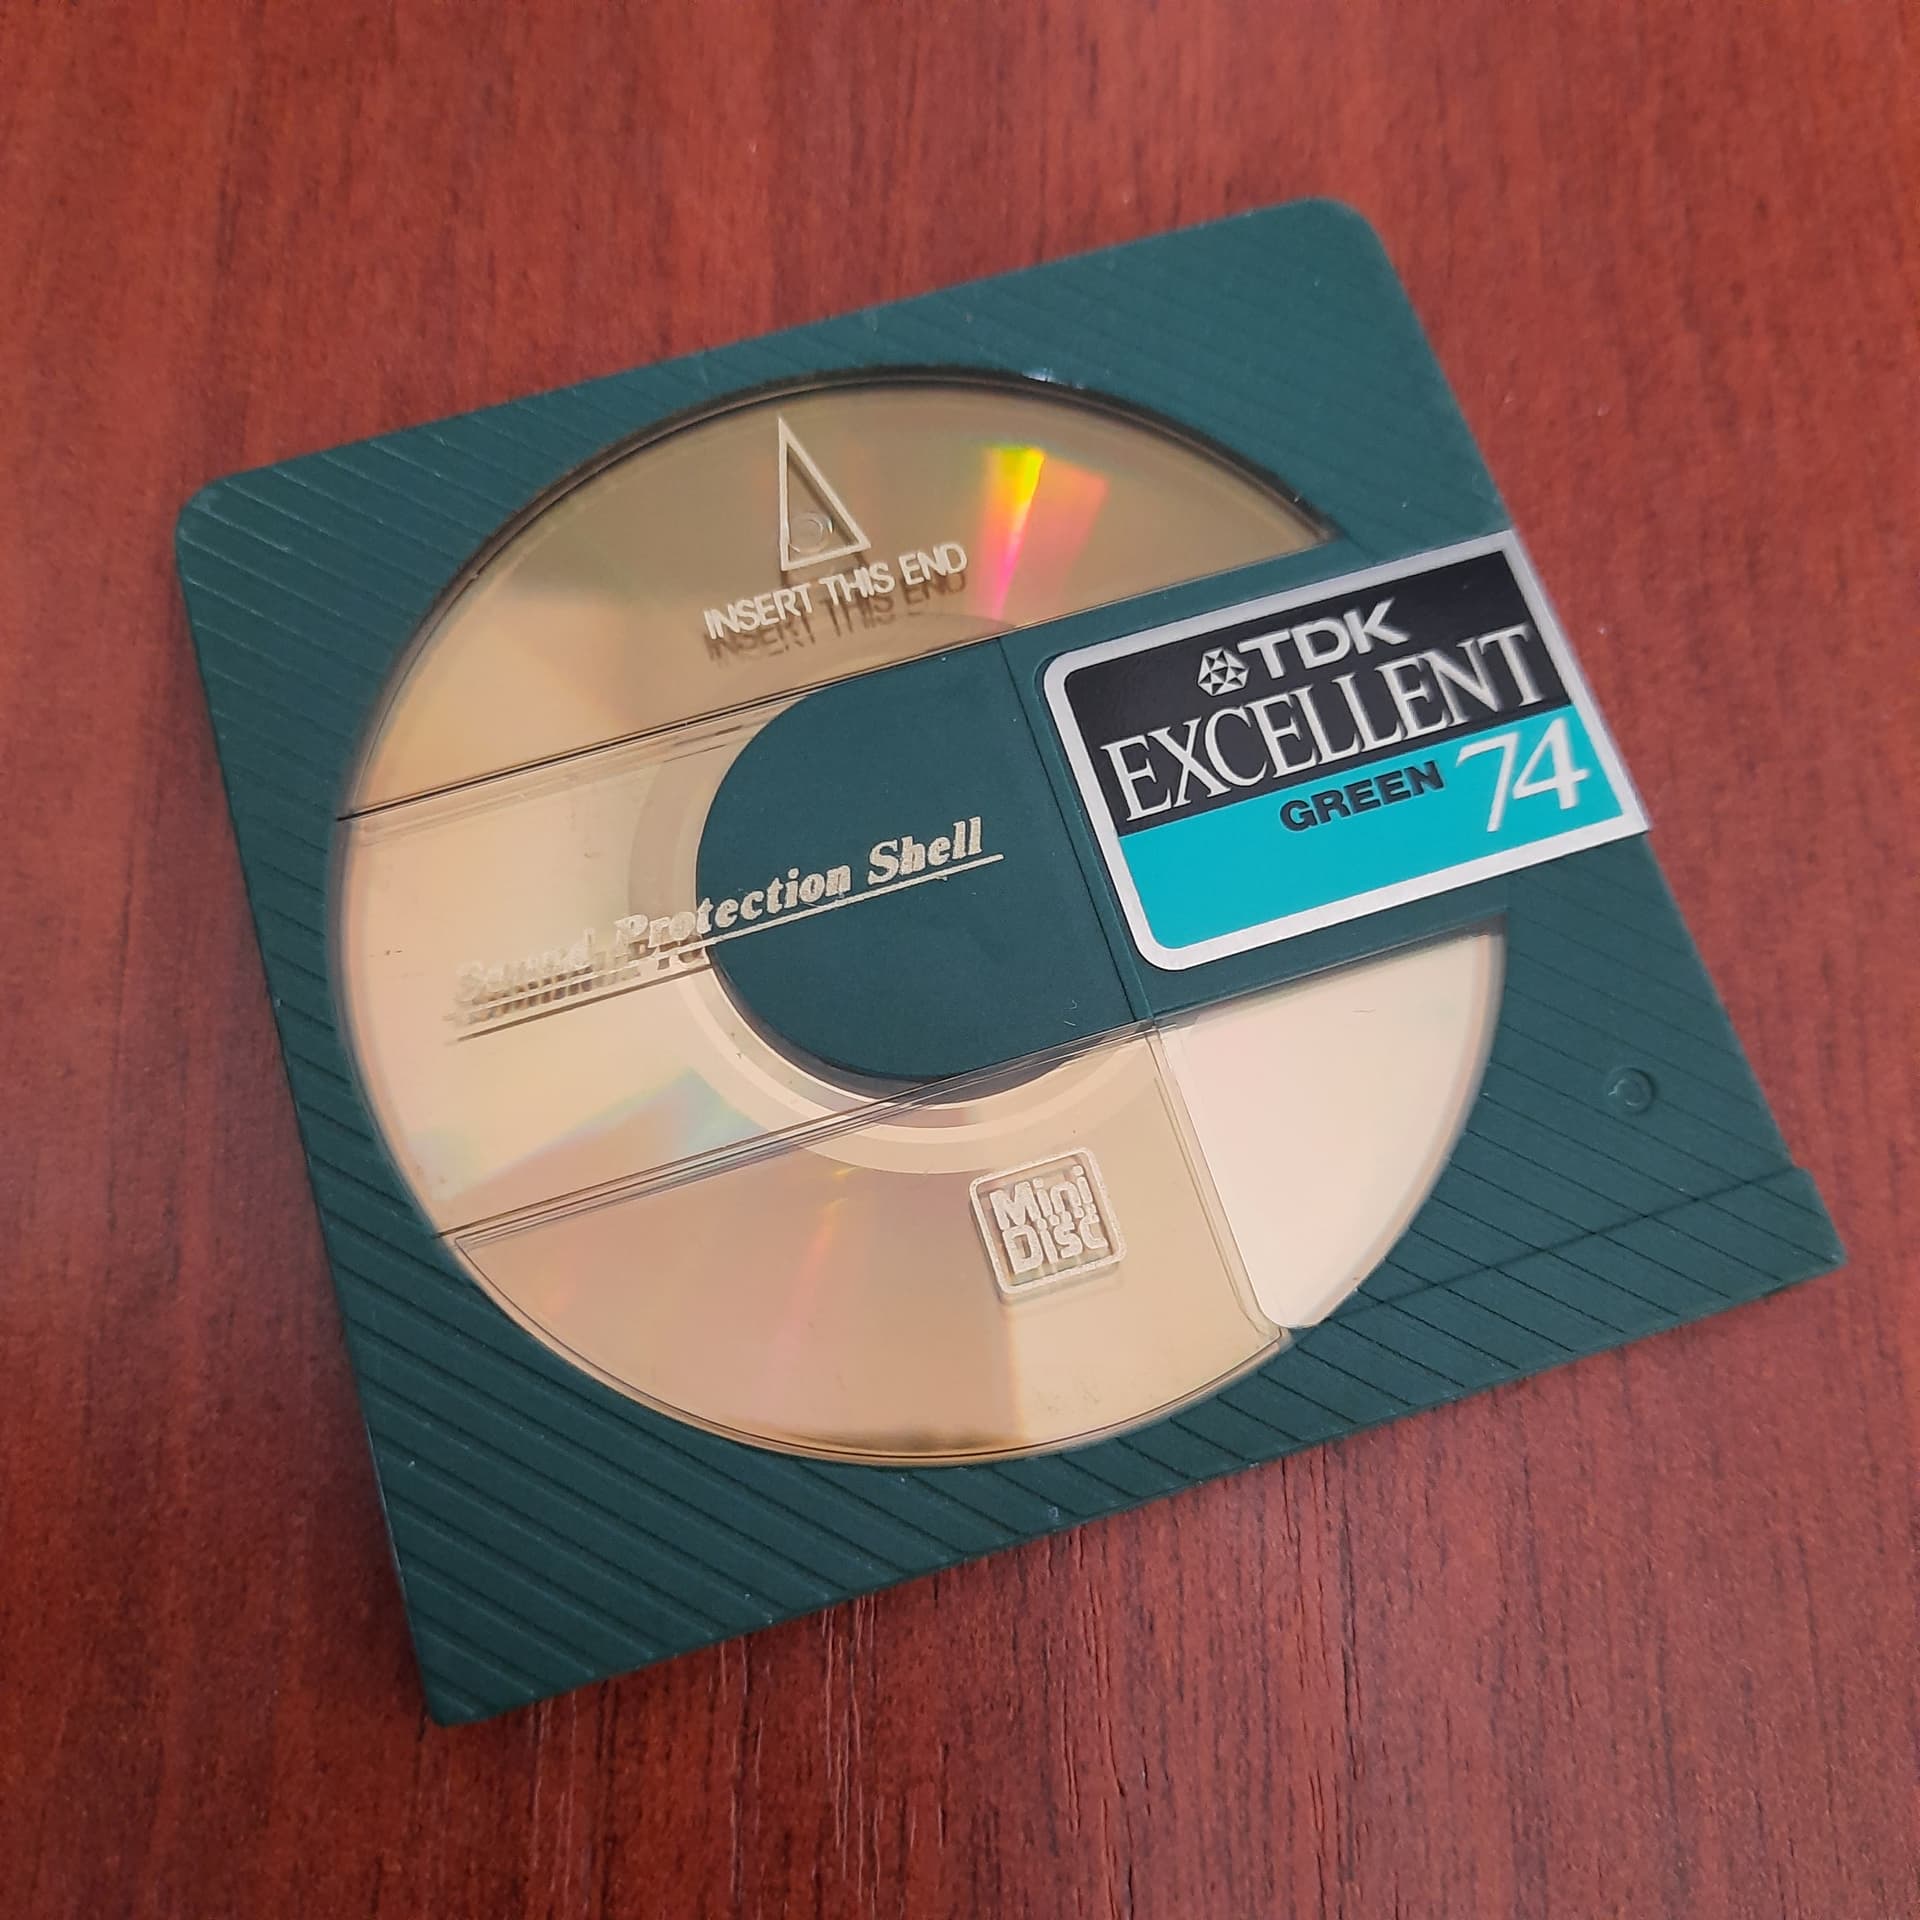 INSERT THIS END
TDK
EXCELLENT
GREEN 74
Sound Protection Shell
Mini
Disc